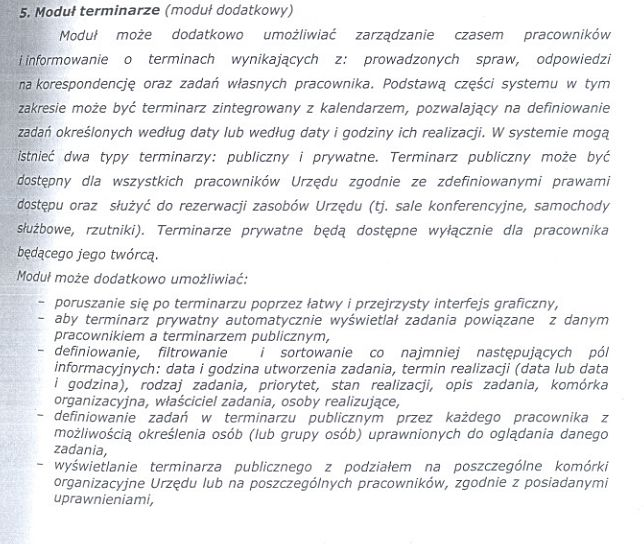 5. Moduł terminarze (moduł dodatkowy)
Moduł może dodatkowo umożliwiać zarządzanie czasem pracowników
i informowanie o terminach wynikających z: prowadzonych spraw, odpowiedzi
na korespondencję oraz zadań własnych pracownika. Podstawą części systemu w tym
zakresie może być terminarz zintegrowany z kalendarzem, pozwalający na definiowanie
zadań określonych według daty lub według daty i godziny ich realizacji. W systemie mogą
istnieć dwa typy terminarzy: publiczny i prywatne. Terminarz publiczny może być
dostępny dla wszystkich pracowników Urzędu zgodnie ze zdefiniowanymi prawami
dostępu oraz służyć do rezerwacji zasobów Urzędu (tj. sale konferencyjne, samochody
służbowe, rzutniki). Terminarze prywatne będą dostępne wyłącznie dla pracownika
będącego jego twórcą.
Moduł może dodatkowo umożliwiać:
- poruszanie się po terminarzu poprzez łatwy i przejrzysty interfejs graficzny,
- aby terminarz prywatny automatycznie wyświetlał zadania powiązane z danym
pracownikiem a terminarzem publicznym,
- definiowanie, filtrowanie i sortowanie co najmniej następujących pól
informacyjnych: data i godzina utworzenia zadania, termin realizacji (data lub data
i godzina), rodzaj zadania, priorytet, stan realizacji, opis zadania, komórka
organizacyjna, właściciel zadania, osoby realizujące,
- definiowanie zadań w terminarzu publicznym przez każdego pracownika z
możliwością określenia osób (lub grupy osób) uprawnionych do oglądania danego
zadania,
- wyświetlanie terminarza publicznego z podziałem na poszczególne komórki
organizacyjne Urzędu lub na poszczególnych pracowników, zgodnie z posiadanymi
uprawnieniami,